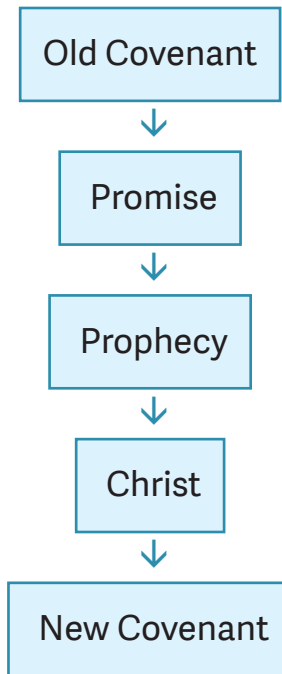 Old Covenant
↓
Promise
↓
Prophecy
↓
Christ
↓
New Covenant